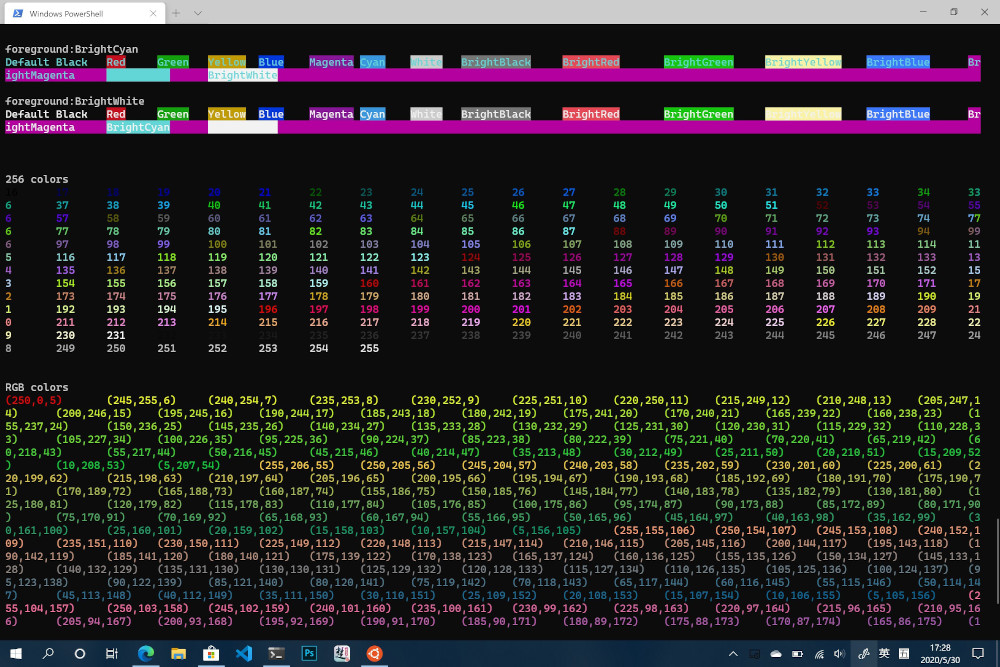 Windows PowerShell
foreground:BrightCyan
Default Black Red Green Yellow Blue Magenta Cyan White BrightBlack BrightRed BrightGreen BrightYellow BrightBlue Br
ightMagenta BrightWhite
foreground:BrightWhite
Default Black Red Green Yellow Blue Magenta Cyan White BrightBlack BrightRed BrightGreen BrightBlue Br
ightMagenta BrightCyan
256 colors
20 21 22 23 24 25 26 27 28 29 30 31 32 33 34 33
6 37 38 39 40 41 42 43 44 45 46 47 48 49 50 51 52 53 54 55
6 57 58 59 60 61 62 63 64 65 66 67 68 69 70 71 72 73 74 77
6 77 78 79 80 81 82 83 84 85 86 87 88 89 90 91 92 93 94 99
6 97 98 99 100 101 102 103 104 105 106 107 108 109 110 111 112 113 114 11
5 116 117 118 119 120 121 122 123 124 125 126 127 128 129 130 131 132 133 13
4 135 136 137 138 139 140 141 142 143 144 145 146 147 148 149 150 151 152 15
3 154 155 156 157 158 159 160 161 162 163 164 165 166 167 168 169 170 171 17
2 173 174 175 176 177 178 179 180 181 182 183 184 185 186 187 188 189 190 19
1 192 193 194 195 196 197 198 199 200 201 202 203 204 205 206 207 208 209 21
0 211 212 213 214 215 216 217 218 219 220 221 222 223 224 225 226 227 228 22
9 230 231 234 235 236 237 238 239 240 241 242 243 244 245 246 247 24
8 249 250 251 252 253 254 255
RGB colors
(250,0,5) (245,255,6) (240,254,7) (235,253,8) (230,252,9) (225,251,10) (220,250,11) (215,249,12) (210,248,13) (205,247,1
4) (200,246,15) (195,245,16) (190,244,17) (185,243,18) (180,242,19) (175,241,20) (170,240,21) (165,239,22) (160,238,23) (1
55,237,24) (150,236,25) (145,235,26) (140,234,27) (135,233,28) (130,232,29) (125,231,30) (120,230,31) (115,229,32) (110,228,3
3) (105,227,34) (100,226,35) (95,225,36) (90,224,37) (85,223,38) (80,222,39) (75,221,40) (70,220,41) (65,219,42) (6
0,218,43) (55,217,44) (50,216,45) (45,215,46) (40,214,47) (35,213,48) (30,212,49) (25,211,50) (20,210,51) (15,209,52
) (10,208,53) (5,207,54) (255,206,55) (250,205,56) (245,204,57) (240,203,58) (235,202,59) (230,201,60) (225,200,61) (2
20,199,62) (215,198,63) (210,197,64) (205,196,65) (200,195,66) (195,194,67) (190,193,68) (185,192,69) (180,191,70) (175,190,7
1) (170,189,72) (165,188,73) (160,187,74) (155,186,75) (150,185,76) (145,184,77) (140,183,78) (135,182,79) (130,181,80) (1
25,180,81) (120,179,82) (115,178,83) (110,177,84) (105,176,85) (100,175,86) (95,174,87) (90,173,88) (85,172,89) (80,171,90
) (75,170,91) (70,169,92) (65,168,93) (60,167,94) (55,166,95) (50,165,96) (45,164,97) (40,163,98) (35,162,99) (3
0,161,100) (25,160,101) (20,159,102) (15,158,103) (10,157,104) (5,156,105) (255,155,106) (250,154,107) (245,153,108) (240,152,1
09) (235,151,110) (230,150,111) (225,149,112) (220,148,113) (215,147,114) (210,146,115) (205,145,116) (200,144,117) (195,143,118) (1
90,142,119) (185,141,120) (180,140,121) (175,139,122) (170,138,123) (165,137,124) (160,136,125) (155,135,126) (150,134,127) (145,133,1
28) (140,132,129) (135,131,130) (130,130,131) (125,129,132) (120,128,133) (115,127,134) (110,126,135) (105,125,136) (100,124,137) (9
5,123,138) (90,122,139) (85,121,140) (80,120,141) (75,119,142) (70,118,143) (65,117,144) (60,116,145) (55,115,146) (50,114,14
7) (45,113,148) (40,112,149) (35,111,150) (30,110,151) (25,109,152) (20,108,153) (15,107,154) (10,106,155) (5,105,156) (2
55,104,157) (250,103,158) (245,102,159) (240,101,160) (235,100,161) (230,99,162) (225,98,163) (220,97,164) (215,96,165) (210,95,16
6) (205,94,167) (200,93,168) (195,92,169) (190,91,170) (185,90,171) (180,89,172) (175,88,173) (170,87,174) (165,86,175) (1
Ps
英
17:28
2020/5/30